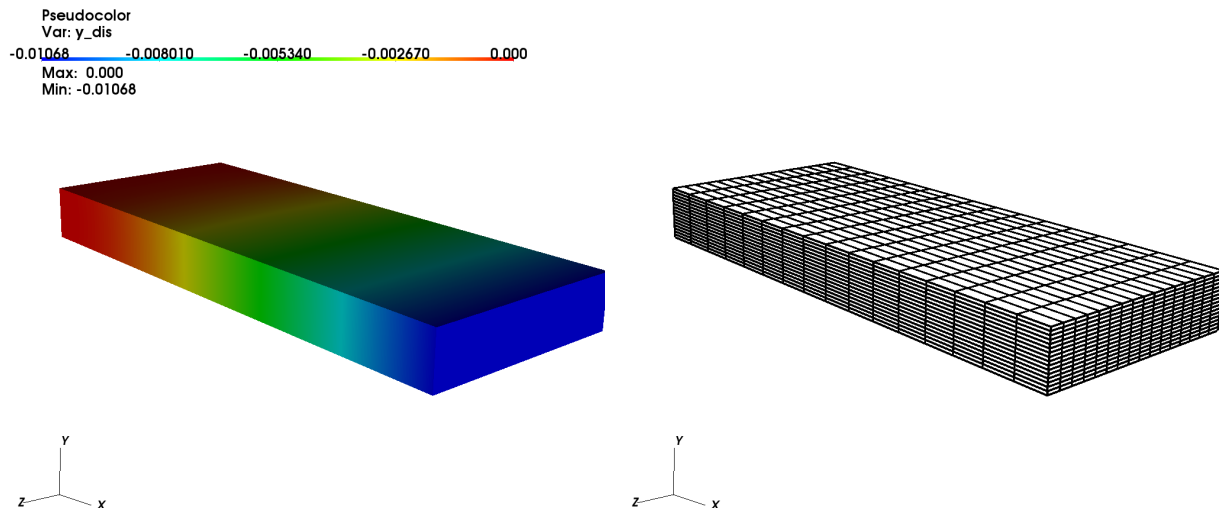 Pseudocolor
Var: y_dis
-0.01068 -0.008010 -0.005340 -0.002670 0.000
Max: 0.000
Min: -0.01068
Y
Z
X
Y
Z
X